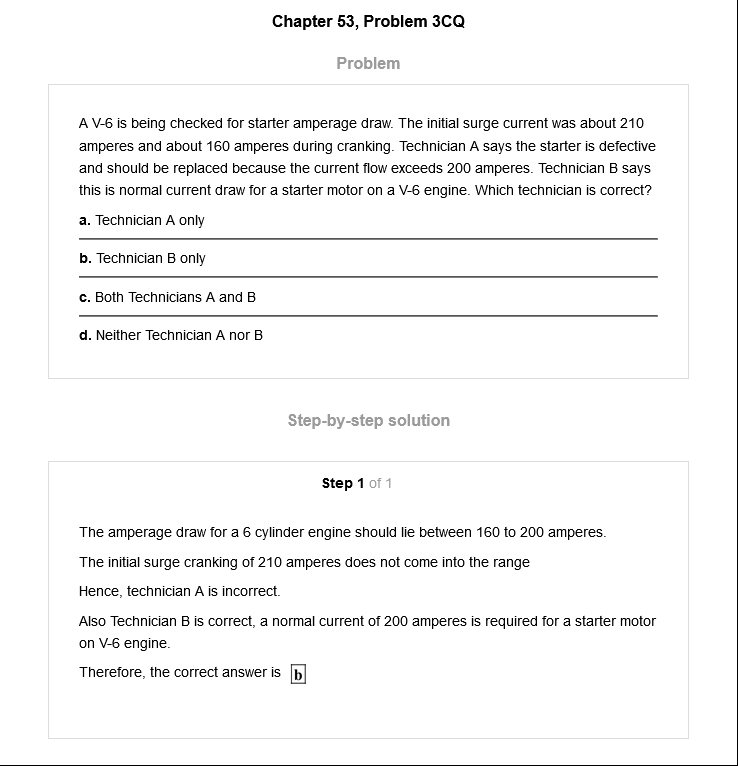 Chapter 53, Problem 3CQ
Problem
A V-6 is being checked for starter amperage draw. The initial surge current was about 210
amperes and about 160 amperes during cranking. Technician A says the starter is defective
and should be replaced because the current flow exceeds 200 amperes. Technician B says
this is normal current draw for a starter motor on a V-6 engine. Which technician is correct?
a. Technician A only
b. Technician B only
c. Both Technicians A and B
d. Neither Technician A nor B
Step-by-step solution
Step 1 of 1
The amperage draw for a 6 cylinder engine should lie between 160 to 200 amperes.
The initial surge cranking of 210 amperes does not come into the range
Hence, technician A is incorrect.
Also Technician B is correct, a normal current of 200 amperes is required for a starter motor
on V-6 engine.
Therefore, the correct answer is b